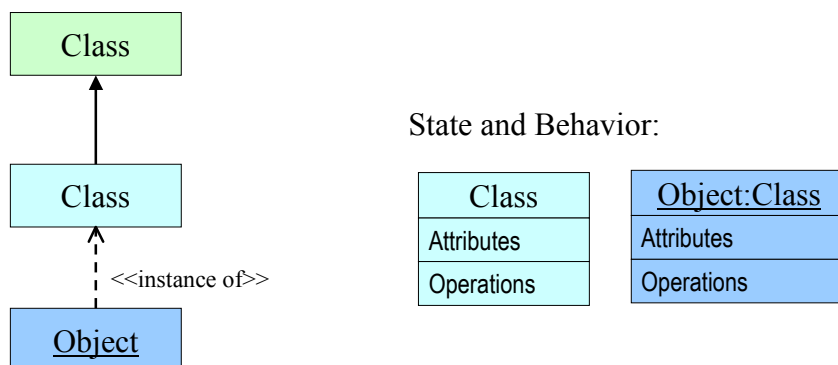 Class
Class
<<instance of>>
Object
State and Behavior:
Class
Attributes
Operations
Object:Class
Attributes
Operations